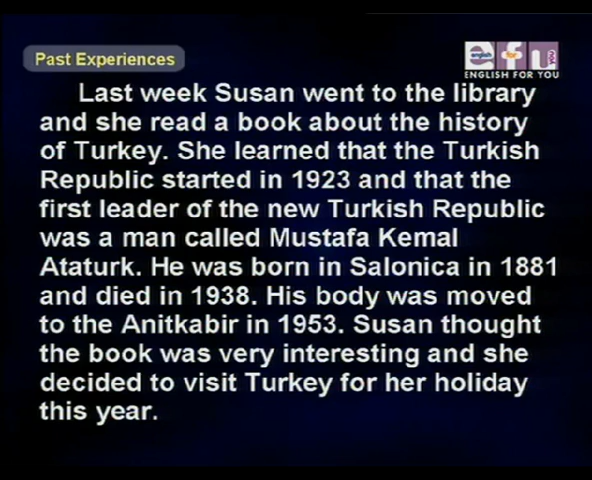 Past Experiences
english for you
ENGLISH FOR YOU
Last week Susan went to the library
and she read a book about the history
of Turkey. She learned that the Turkish
Republic started in 1923 and that the
first leader of the new Turkish Republic
was a man called Mustafa Kemal
Ataturk. He was born in Salonica in 1881
and died in 1938. His body was moved
to the Anitkabir in 1953. Susan thought
the book was very interesting and she
decided to visit Turkey for her holiday
this year.